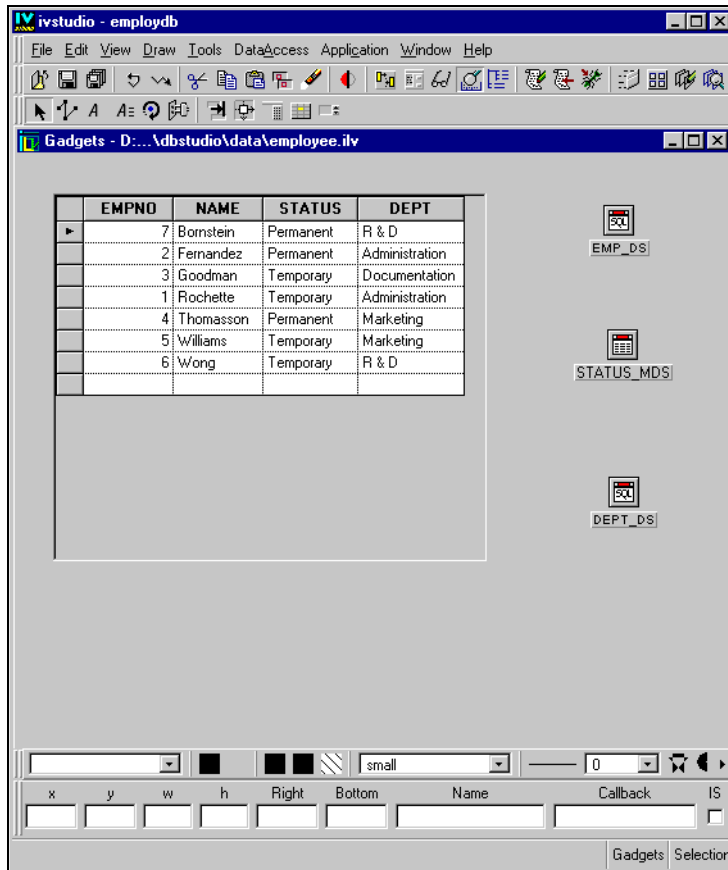 ivstudio - employdb
File Edit View Draw Tools DataAccess Application Window Help
A A
Gadgets - D:...\dbstudio\data\employee.ilv
EMPNO NAME STATUS DEPT
7 Bornstein Permanent R & D
2 Fernandez Permanent Administration
3 Goodman Temporary Documentation
1 Rochette Temporary Administration
4 Thomasson Permanent Marketing
5 Williams Temporary Marketing
6 Wong Temporary R & D
SQL
EMP_DS
STATUS_MDS
SQL
DEPT_DS
small 0
x y w h Right Bottom Name Callback IS
Gadgets Selection